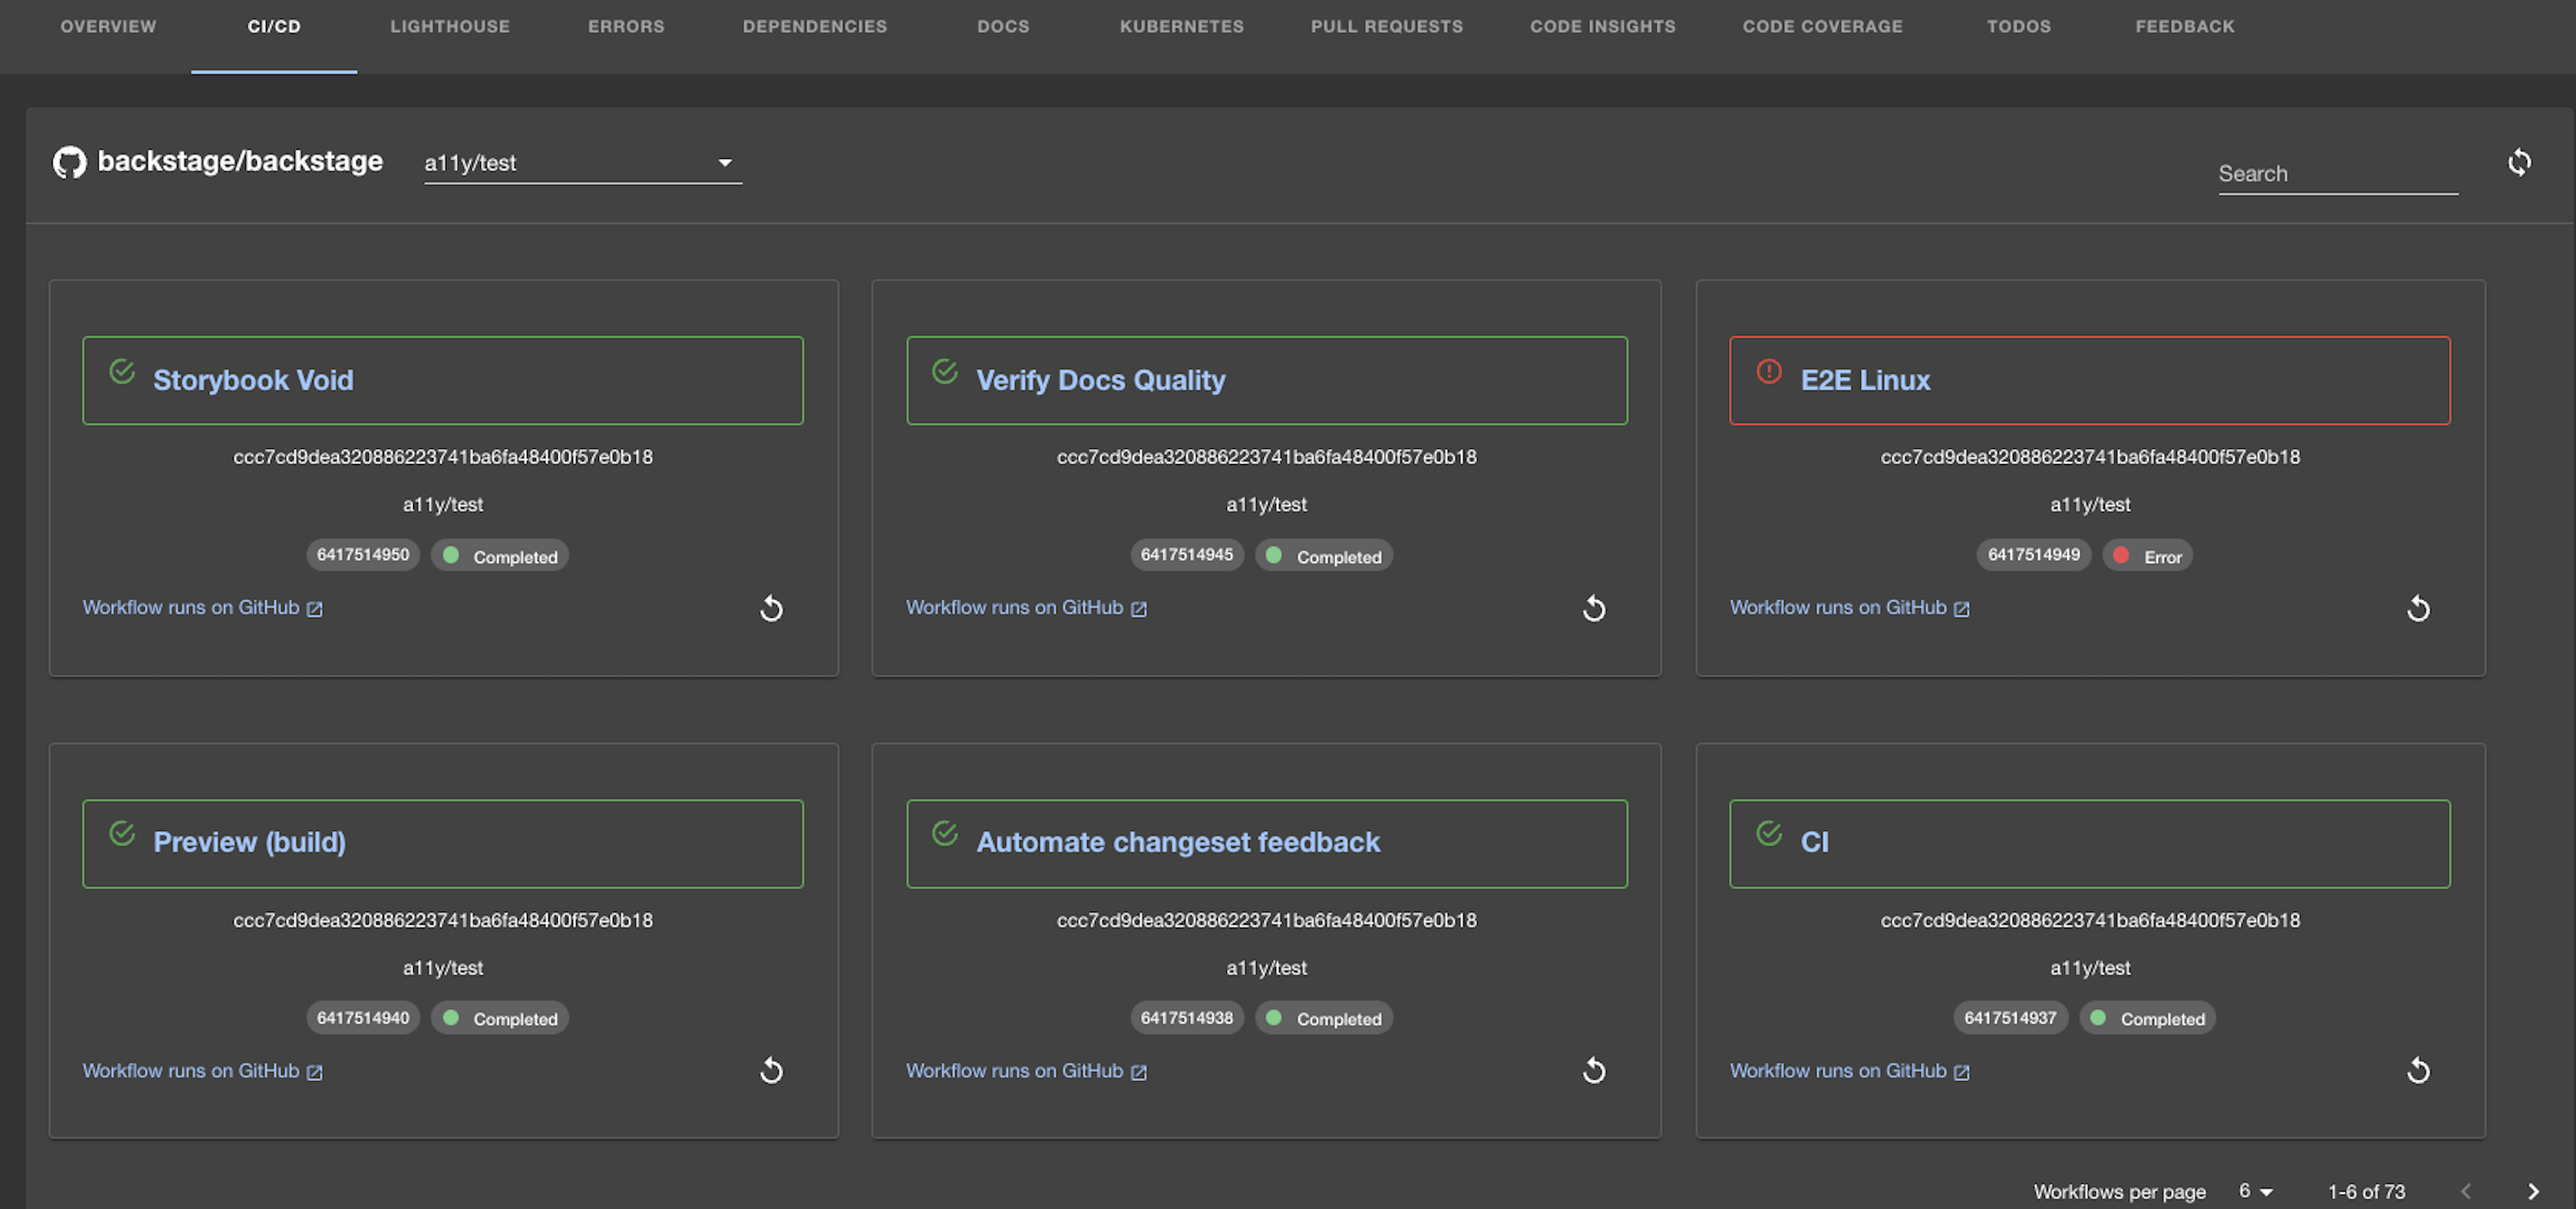 OVERVIEW CI/CD LIGHTHOUSE ERRORS DEPENDENCIES DOCS KUBERNETES PULL REQUESTS CODE INSIGHTS CODE COVERAGE TODOS FEEDBACK
backstage/backstage a11y/test Search
Storybook Void Verify Docs Quality E2E Linux
ccc7cd9dea320886223741ba6fa48400f57e0b18 ccc7cd9dea320886223741ba6fa48400f57e0b18 ccc7cd9dea320886223741ba6fa48400f57e0b18
a11y/test a11y/test a11y/test
6417514950 Completed 6417514945 Completed 6417514949 Error
Workflow runs on GitHub Workflow runs on GitHub Workflow runs on GitHub
Preview (build) Automate changeset feedback CI
ccc7cd9dea320886223741ba6fa48400f57e0b18 ccc7cd9dea320886223741ba6fa48400f57e0b18 ccc7cd9dea320886223741ba6fa48400f57e0b18
a11y/test a11y/test a11y/test
6417514940 Completed 6417514938 Completed 6417514937 Completed
Workflow runs on GitHub Workflow runs on GitHub Workflow runs on GitHub
Workflows per page 6 1-6 of 73